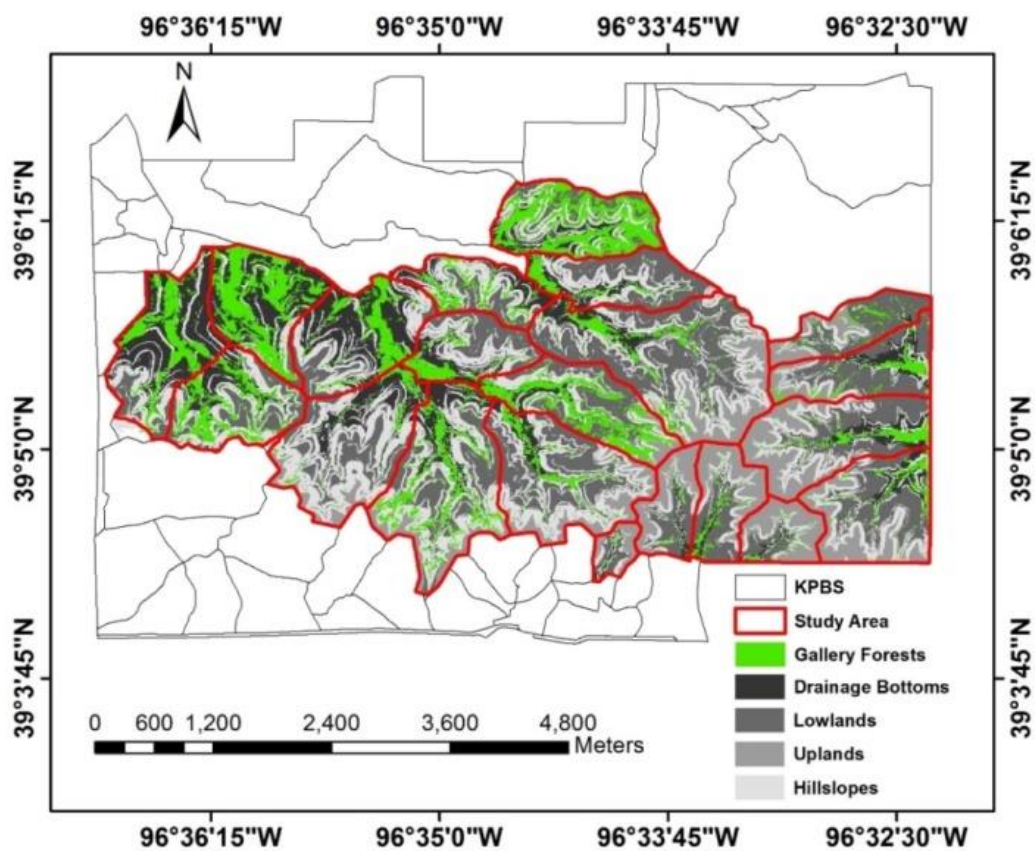 96°36'15"W 96°35'0"W 96°33'45"W 96°32'30"W
N
39°6'15"N 39°6'15"N
39°5'0"N 39°5'0"N
39°3'45"N 39°3'45"N
KPBS
Study Area
Gallery Forests
Drainage Bottoms
Lowlands
Uplands
Hillslopes
0 600 1,200 2,400 3,600 4,800
Meters
96°36'15"W 96°35'0"W 96°33'45"W 96°32'30"W